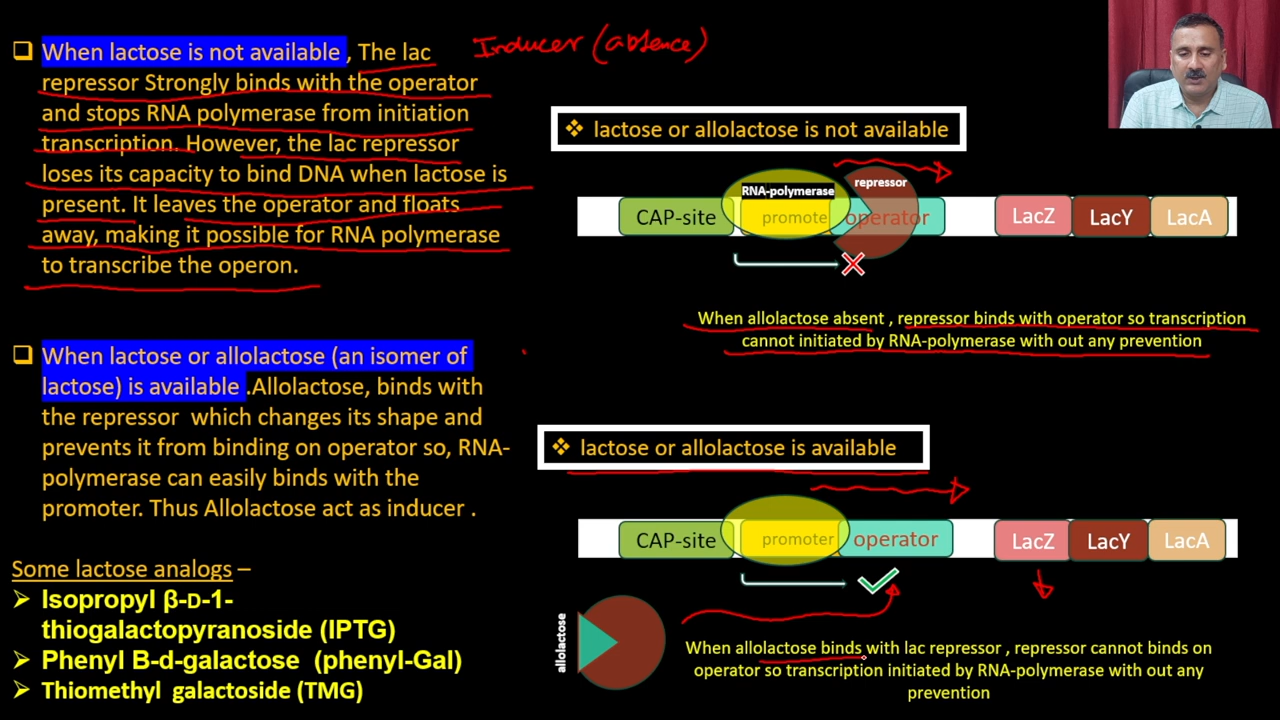 When lactose is not available , The lac
repressor Strongly binds with the operator
and stops RNA polymerase from initiation
transcription. However, the lac repressor
loses its capacity to bind DNA when lactose is
present. It leaves the operator and floats
away, making it possible for RNA polymerase
to transcribe the operon.
Inducer (absence)
When lactose or allolactose (an isomer of
lactose) is available .Allolactose, binds with
the repressor which changes its shape and
prevents it from binding on operator so, RNA-
polymerase can easily binds with the
promoter. Thus Allolactose act as inducer .
Some lactose analogs –
Isopropyl β-D-1-
thiogalactopyranoside (IPTG)
Phenyl B-d-galactose (phenyl-Gal)
Thiomethyl galactoside (TMG)
lactose or allolactose is not available
RNA-polymerase
repressor
CAP-site promote operator LacZ LacY LacA
When allolactose absent , repressor binds with operator so transcription
cannot initiated by RNA-polymerase with out any prevention
lactose or allolactose is available
CAP-site promoter operator LacZ LacY LacA
allolactose
When allolactose binds with lac repressor , repressor cannot binds on
operator so transcription initiated by RNA-polymerase with out any
prevention